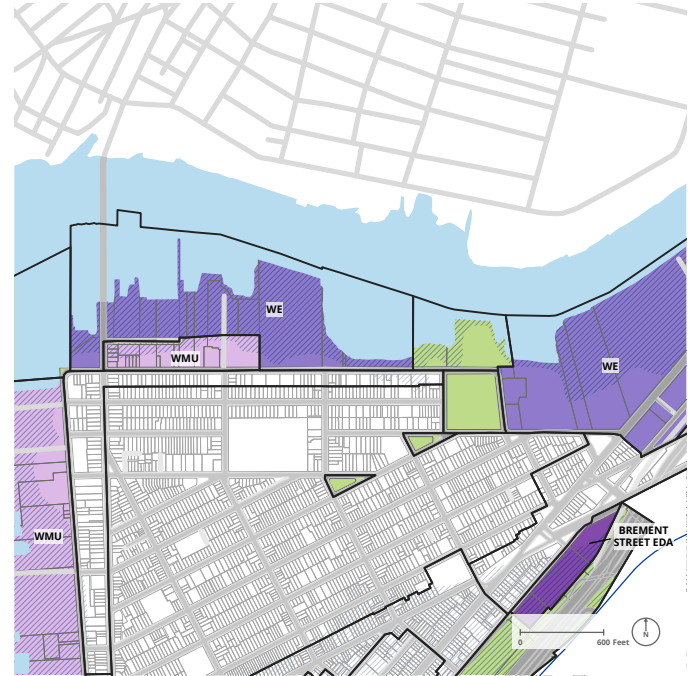 WE
WMU
WE
WMU
BREMENT
STREET EDA
0 600 Feet
N